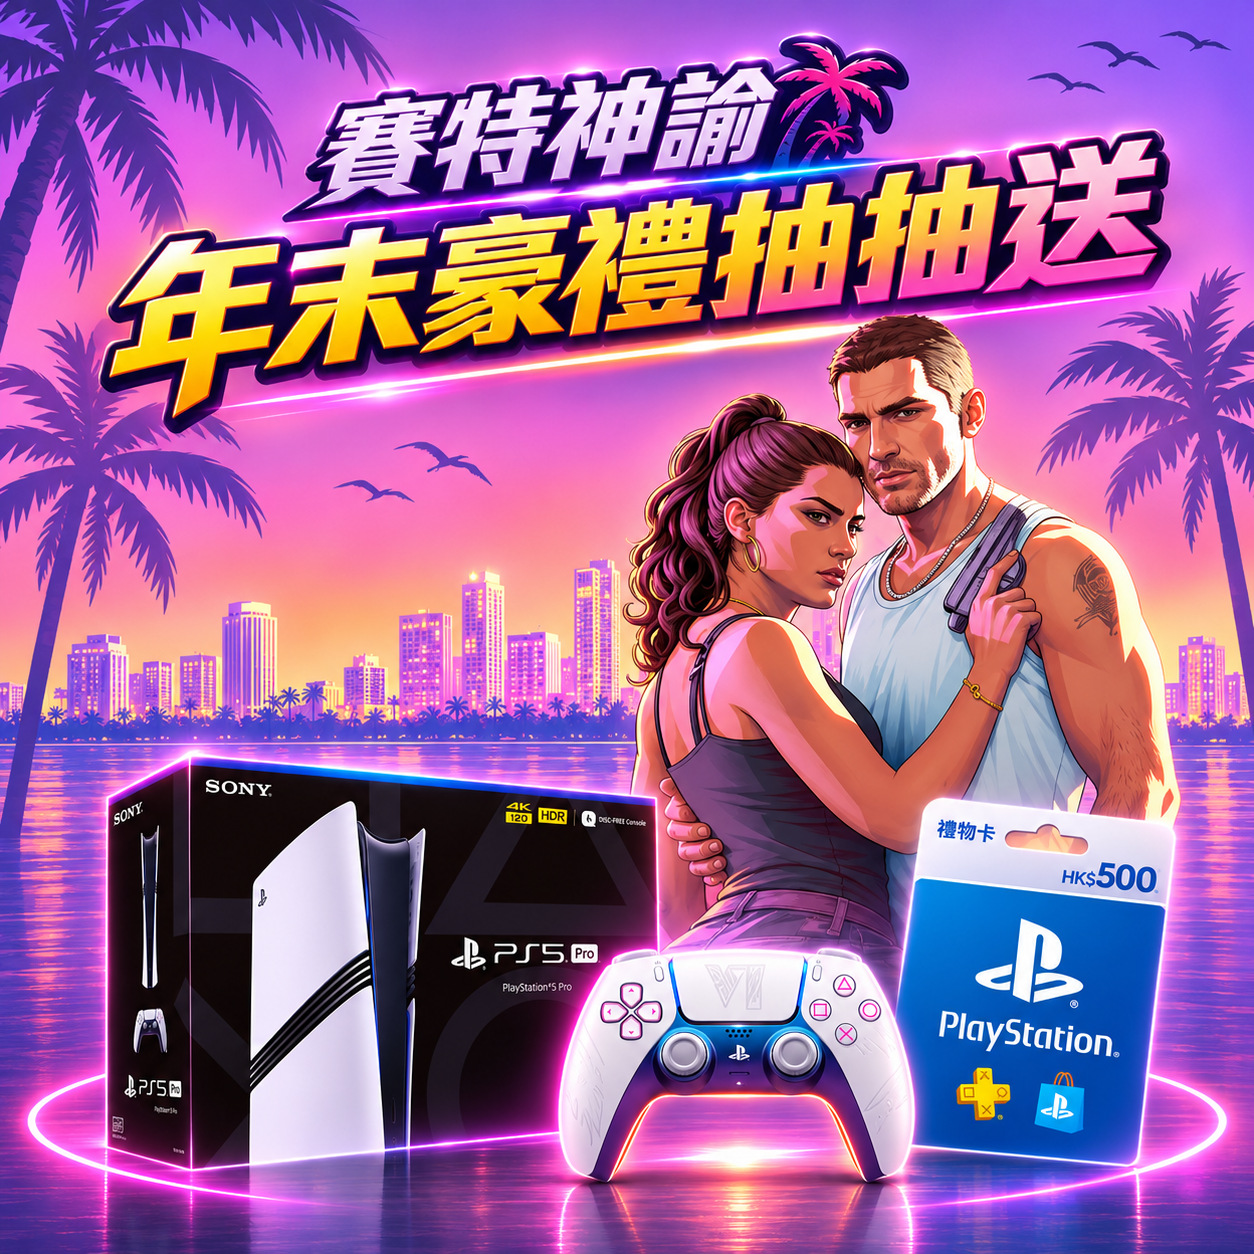 賽特神諭
年末豪禮抽抽送
SONY
SONY
4K
120
HDR
DISC-FREE Console
PS5 Pro
PlayStation®5 Pro
PS5 Pro
VI
禮物卡
HK$500
PlayStation